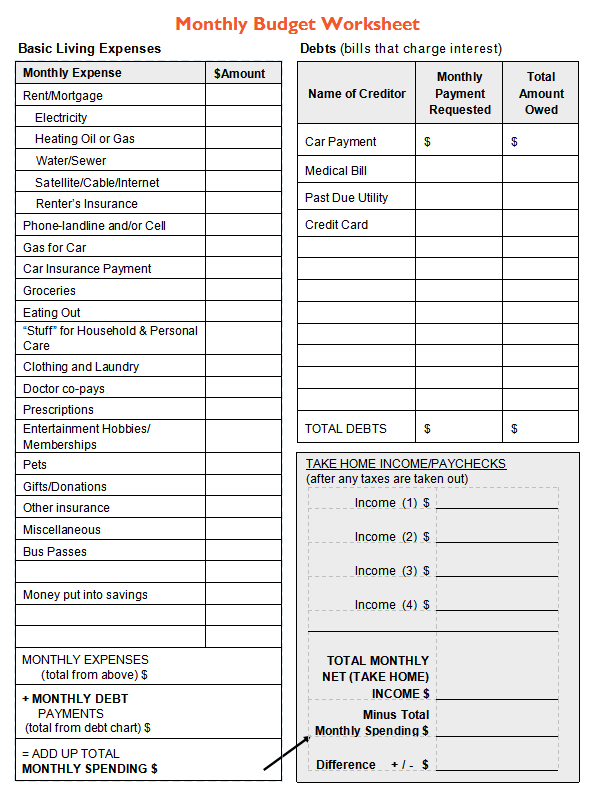 Monthly Budget Worksheet
Basic Living Expenses
Monthly Expense $Amount
Rent/Mortgage
Electricity
Heating Oil or Gas
Water/Sewer
Satellite/Cable/Internet
Renter's Insurance
Phone-landline and/or Cell
Gas for Car
Car Insurance Payment
Groceries
Eating Out
“Stuff” for Household & Personal
Care
Clothing and Laundry
Doctor co-pays
Prescriptions
Entertainment Hobbies/
Memberships
Pets
Gifts/Donations
Other insurance
Miscellaneous
Bus Passes
Money put into savings
MONTHLY EXPENSES
(total from above) $
+ MONTHLY DEBT
PAYMENTS
(total from debt chart) $
= ADD UP TOTAL
MONTHLY SPENDING $
Debts (bills that charge interest)
Name of Creditor
Monthly
Payment
Requested
Total
Amount
Owed
Car Payment $ $
Medical Bill
Past Due Utility
Credit Card
TOTAL DEBTS $ $
TAKE HOME INCOME/PAYCHECKS
(after any taxes are taken out)
Income (1) $
Income (2) $
Income (3) $
Income (4) $
TOTAL MONTHLY
NET (TAKE HOME)
INCOME $
Minus Total
Monthly Spending $
Difference + / - $